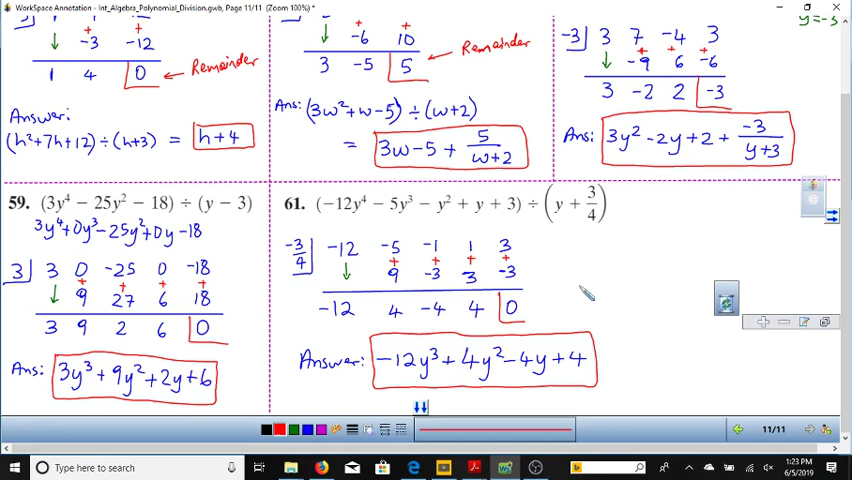 WorkSpace Annotation - Int_Algebra_Polynomial_Division.gwb, Page 11/11 (Zoom 200%) *
+ +
↓ -3 -12
1 4 0 Remainder
Answer:
(h²+7h+12) ÷ (h+3) = h+4
+ +
↓ -6 10
3 -5 5 Remainder
Ans: (3w²+w-5) ÷ (w+2)
= 3w-5 + 5/(w+2)
y=-3
-3 3 7 -4 3
+ + +
↓ -9 6 -6
3 -2 2 -3
Ans: 3y²-2y+2 + -3/(y+3)
59. (3y⁴ − 25y² − 18) ÷ (y − 3)
3y⁴+0y³-25y²+0y-18
3 3 0 -25 0 -18
+ + + +
↓ 9 27 6 18
3 9 2 6 0
Ans: 3y³+9y²+2y+6
61. (−12y⁴ − 5y³ − y² + y + 3) ÷ (y + 3/4)
-3/4 -12 -5 -1 1 3
+ + + +
↓ 9 -3 3 -3
-12 4 -4 4 0
Answer: -12y³+4y²-4y+4
11/11
Type here to search
b
1:23 PM
6/5/2019